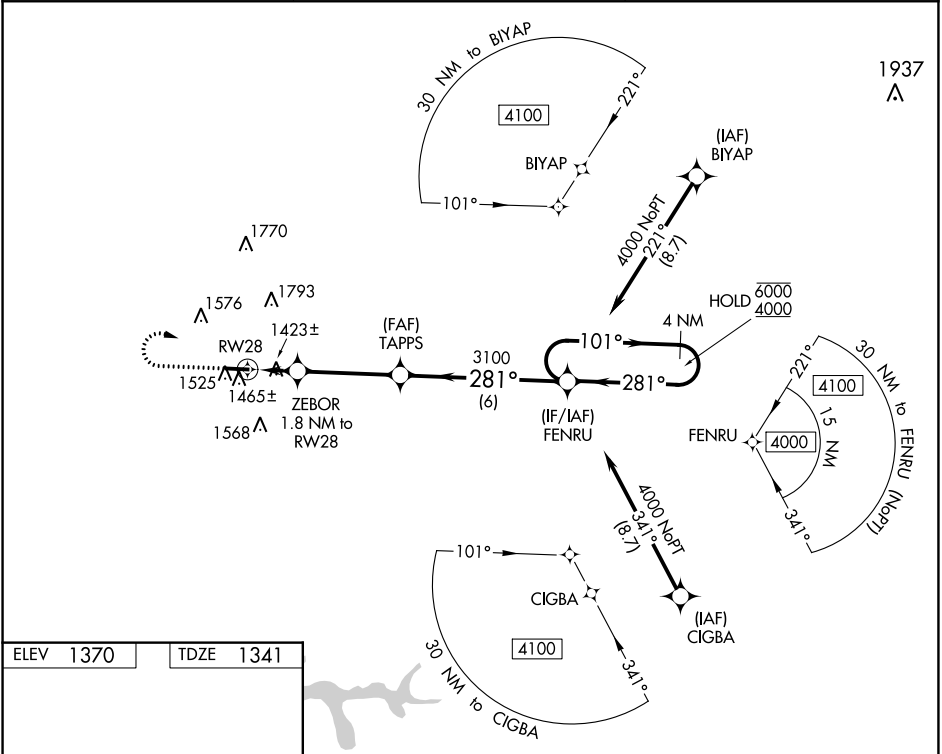 30 NM to BIYAP
4100
221°
BIYAP
101°
1937
(IAF)
BIYAP
4000 NoPT
221°
(8.7)
HOLD 6000
4000
4 NM
101°
281°
1770
1576
1793
1423±
RW28
1525
1465±
1568
ZEBOR
1.8 NM to
RW28
(FAF)
TAPPS
3100
281°
(6)
(IF/IAF)
FENRU
30 NM to FENRU (NoPT)
221°
4100
FENRU
4000
15 NM
341°
4000 NoPT
341°
(8.7)
(IAF)
CIGBA
101°
CIGBA
4100
341°
30 NM to CIGBA
ELEV 1370
TDZE 1341